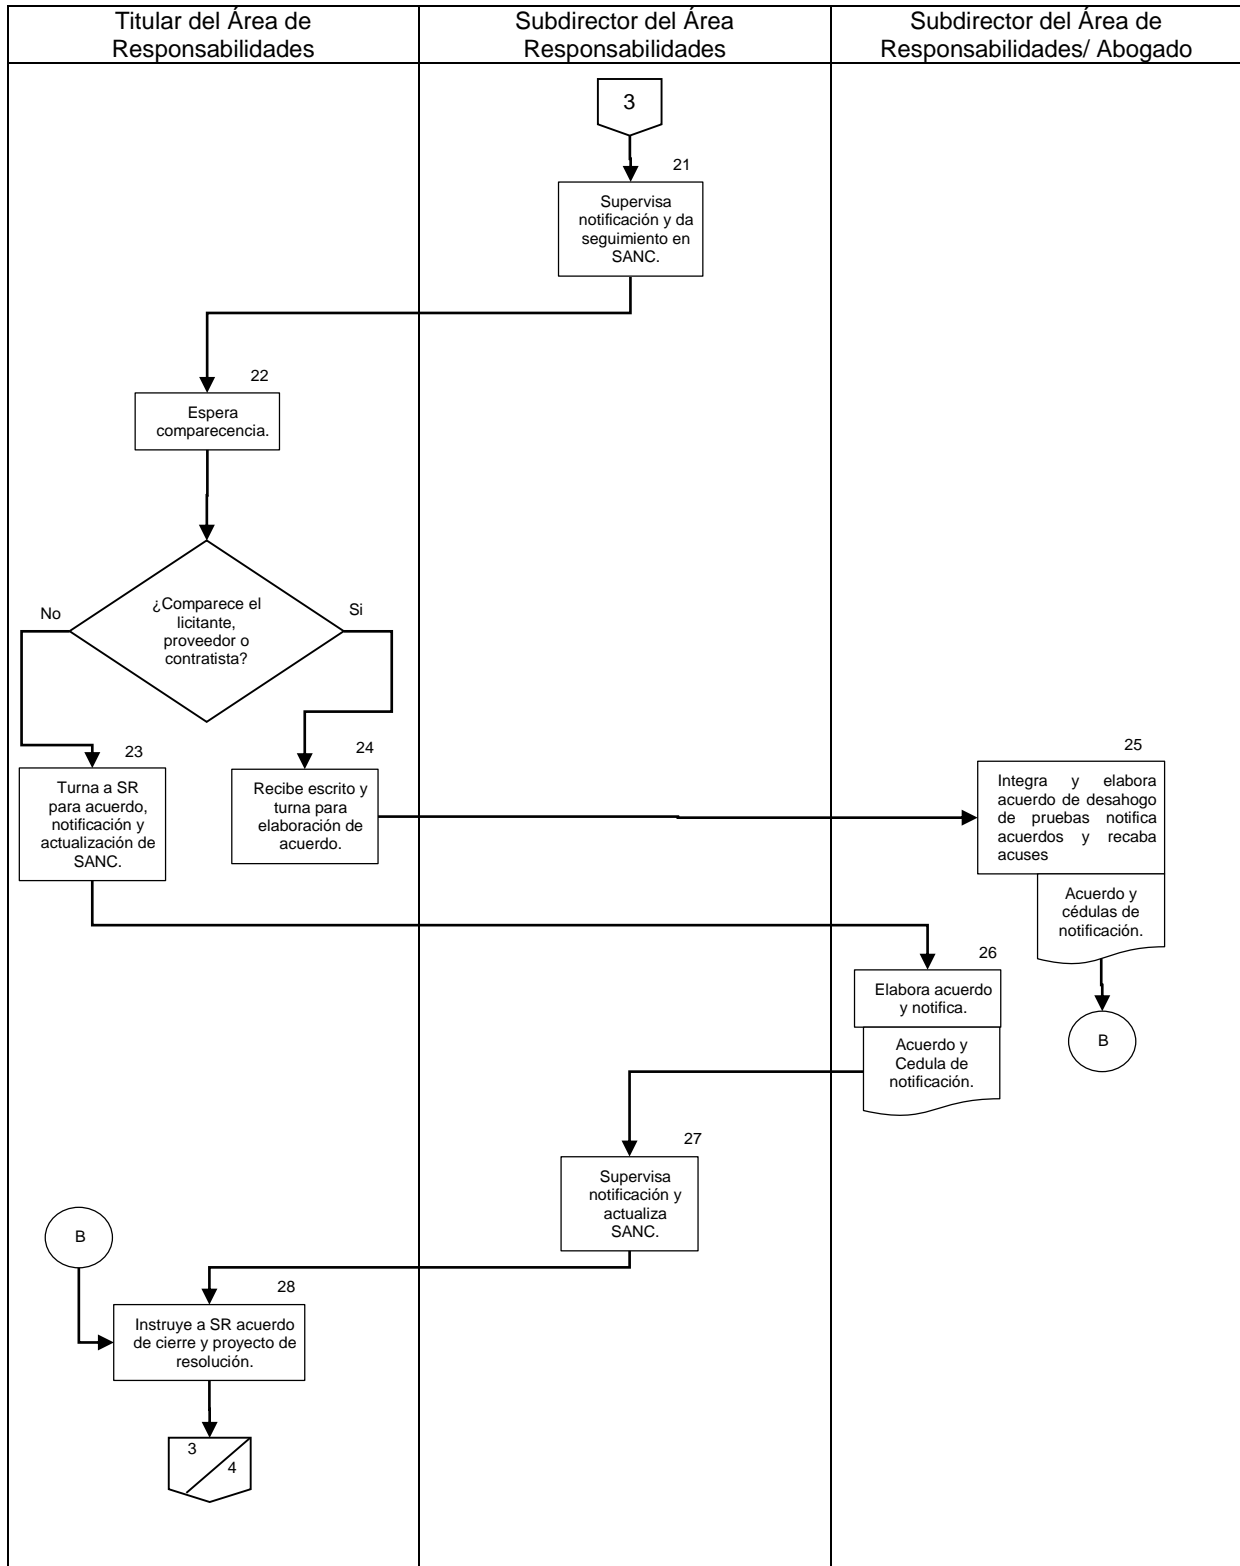 Titular del Área de
Responsabilidades
Subdirector del Área
Responsabilidades
Subdirector del Área de
Responsabilidades/ Abogado
3
21
Supervisa
notificación y da
seguimiento en
SANC.
22
Espera
comparecencia.
¿Comparece el
licitante,
proveedor o
contratista?
No
Si
23
Turna a SR
para acuerdo,
notificación y
actualización de
SANC.
24
Recibe escrito y
turna para
elaboración de
acuerdo.
25
Integra y elabora
acuerdo de desahogo
de pruebas notifica
acuerdos y recaba
acuses
Acuerdo y
cédulas de
notificación.
B
26
Elabora acuerdo
y notifica.
Acuerdo y
Cedula de
notificación.
27
Supervisa
notificación y
actualiza
SANC.
B
28
Instruye a SR acuerdo
de cierre y proyecto de
resolución.
3
4